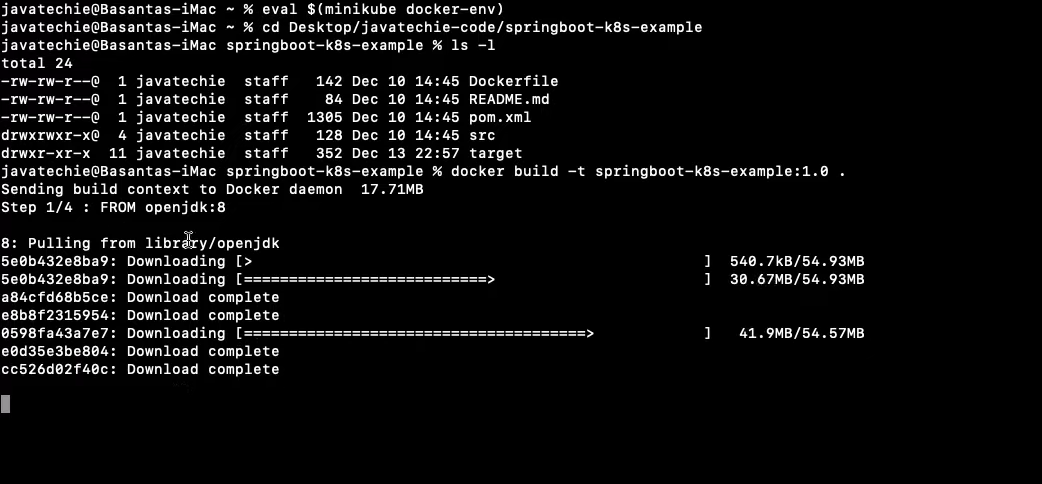 javatechie@Basantas-iMac ~ % eval $(minikube docker-env)
javatechie@Basantas-iMac ~ % cd Desktop/javatechie-code/springboot-k8s-example
javatechie@Basantas-iMac springboot-k8s-example % ls -l
total 24
-rw-rw-r--@  1 javatechie  staff   142 Dec 10 14:45 Dockerfile
-rw-rw-r--@  1 javatechie  staff    84 Dec 10 14:45 README.md
-rw-rw-r--@  1 javatechie  staff  1305 Dec 10 14:45 pom.xml
drwxrwxr-x@  4 javatechie  staff   128 Dec 10 14:45 src
drwxr-xr-x  11 javatechie  staff   352 Dec 13 22:57 target
javatechie@Basantas-iMac springboot-k8s-example % docker build -t springboot-k8s-example:1.0 .
Sending build context to Docker daemon  17.71MB
Step 1/4 : FROM openjdk:8
8: Pulling from library/openjdk
5e0b432e8ba9: Downloading [>                                                  ]  540.7kB/54.93MB
5e0b432e8ba9: Downloading [===========================>                       ]  30.67MB/54.93MB
a84cfd68b5ce: Download complete
e8b8f2315954: Download complete
0598fa43a7e7: Downloading [======================================>            ]   41.9MB/54.57MB
e0d35e3be804: Download complete
cc526d02f40c: Download complete